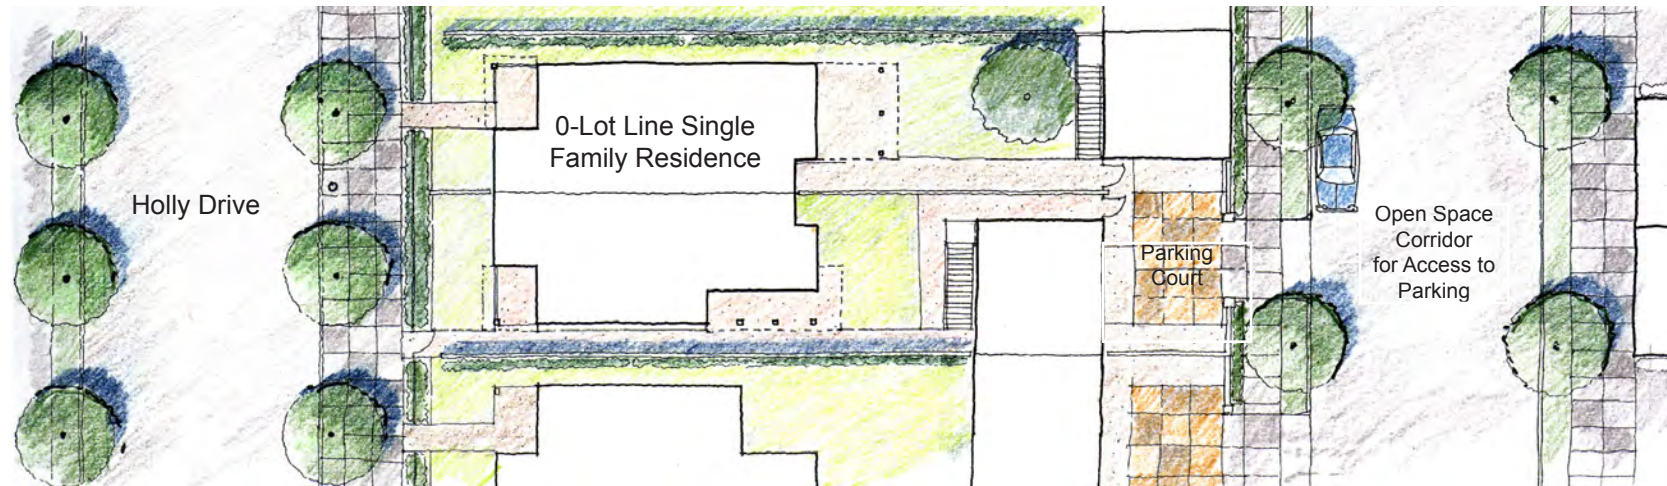 0-Lot Line Single
Family Residence
Holly Drive
Parking
Court
Open Space
Corridor
for Access to
Parking